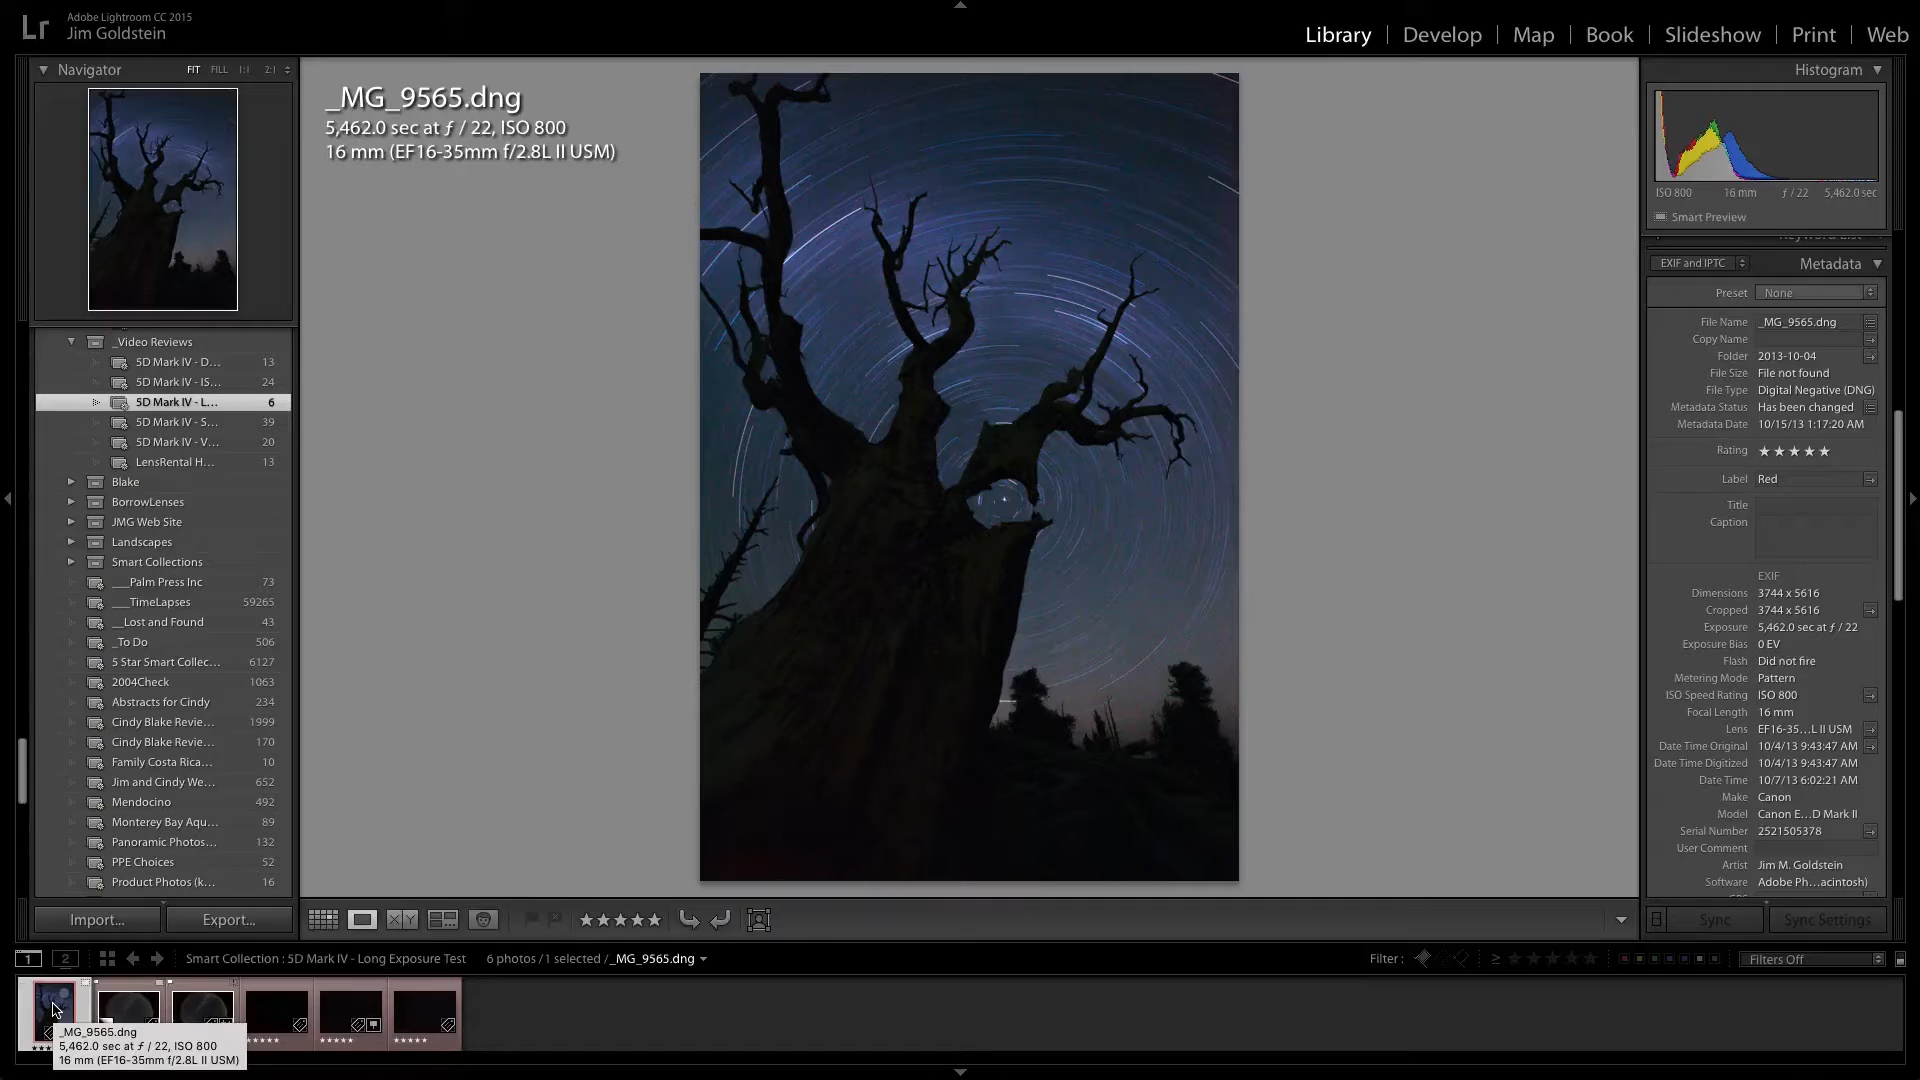 Lr
Adobe Lightroom CC 2015
Jim Goldstein
Library | Develop | Map | Book | Slideshow | Print | Web
Navigator FIT FILL 1:1 2:1
_Video Reviews
5D Mark IV - D... 13
5D Mark IV - IS... 24
5D Mark IV - L... 6
5D Mark IV - S... 39
5D Mark IV - V... 20
LensRental H... 13
Blake
BorrowLenses
JMG Web Site
Landscapes
Smart Collections
___Palm Press Inc 73
___TimeLapses 59265
__Lost and Found 43
_To Do 506
5 Star Smart Collec... 6127
2004Check 1063
Abstracts for Cindy 234
Cindy Blake Revie... 1999
Cindy Blake Revie... 170
Family Costa Rica... 10
Jim and Cindy We... 652
Mendocino 492
Monterey Bay Aqu... 89
Panoramic Photos... 132
PPE Choices 52
Product Photos (k... 16
Import... Export...
_MG_9565.dng
5,462.0 sec at ƒ / 22, ISO 800
16 mm (EF16-35mm f/2.8L II USM)
Histogram
ISO 800 16 mm ƒ / 22 5,462.0 sec
Smart Preview
Keyword List
EXIF and IPTC Metadata
Preset None
File Name _MG_9565.dng
Copy Name
Folder 2013-10-04
File Size File not found
File Type Digital Negative (DNG)
Metadata Status Has been changed
Metadata Date 10/15/13 1:17:20 AM
Rating ★★★★★
Label Red
Title
Caption
EXIF
Dimensions 3744 x 5616
Cropped 3744 x 5616
Exposure 5,462.0 sec at ƒ / 22
Exposure Bias 0 EV
Flash Did not fire
Metering Mode Pattern
ISO Speed Rating ISO 800
Focal Length 16 mm
Lens EF16-35...L II USM
Date Time Original 10/4/13 9:43:47 AM
Date Time Digitized 10/4/13 9:43:47 AM
Date Time 10/7/13 6:02:21 AM
Make Canon
Model Canon E...D Mark II
Serial Number 2521505378
User Comment
Artist Jim M. Goldstein
Software Adobe Ph...acintosh)
Sync Sync Settings
X Y
1 2 Smart Collection : 5D Mark IV - Long Exposure Test 6 photos / 1 selected / _MG_9565.dng Filter : ≥ Filters Off
_MG_9565.dng
5,462.0 sec at ƒ / 22, ISO 800
16 mm (EF16-35mm f/2.8L II USM)